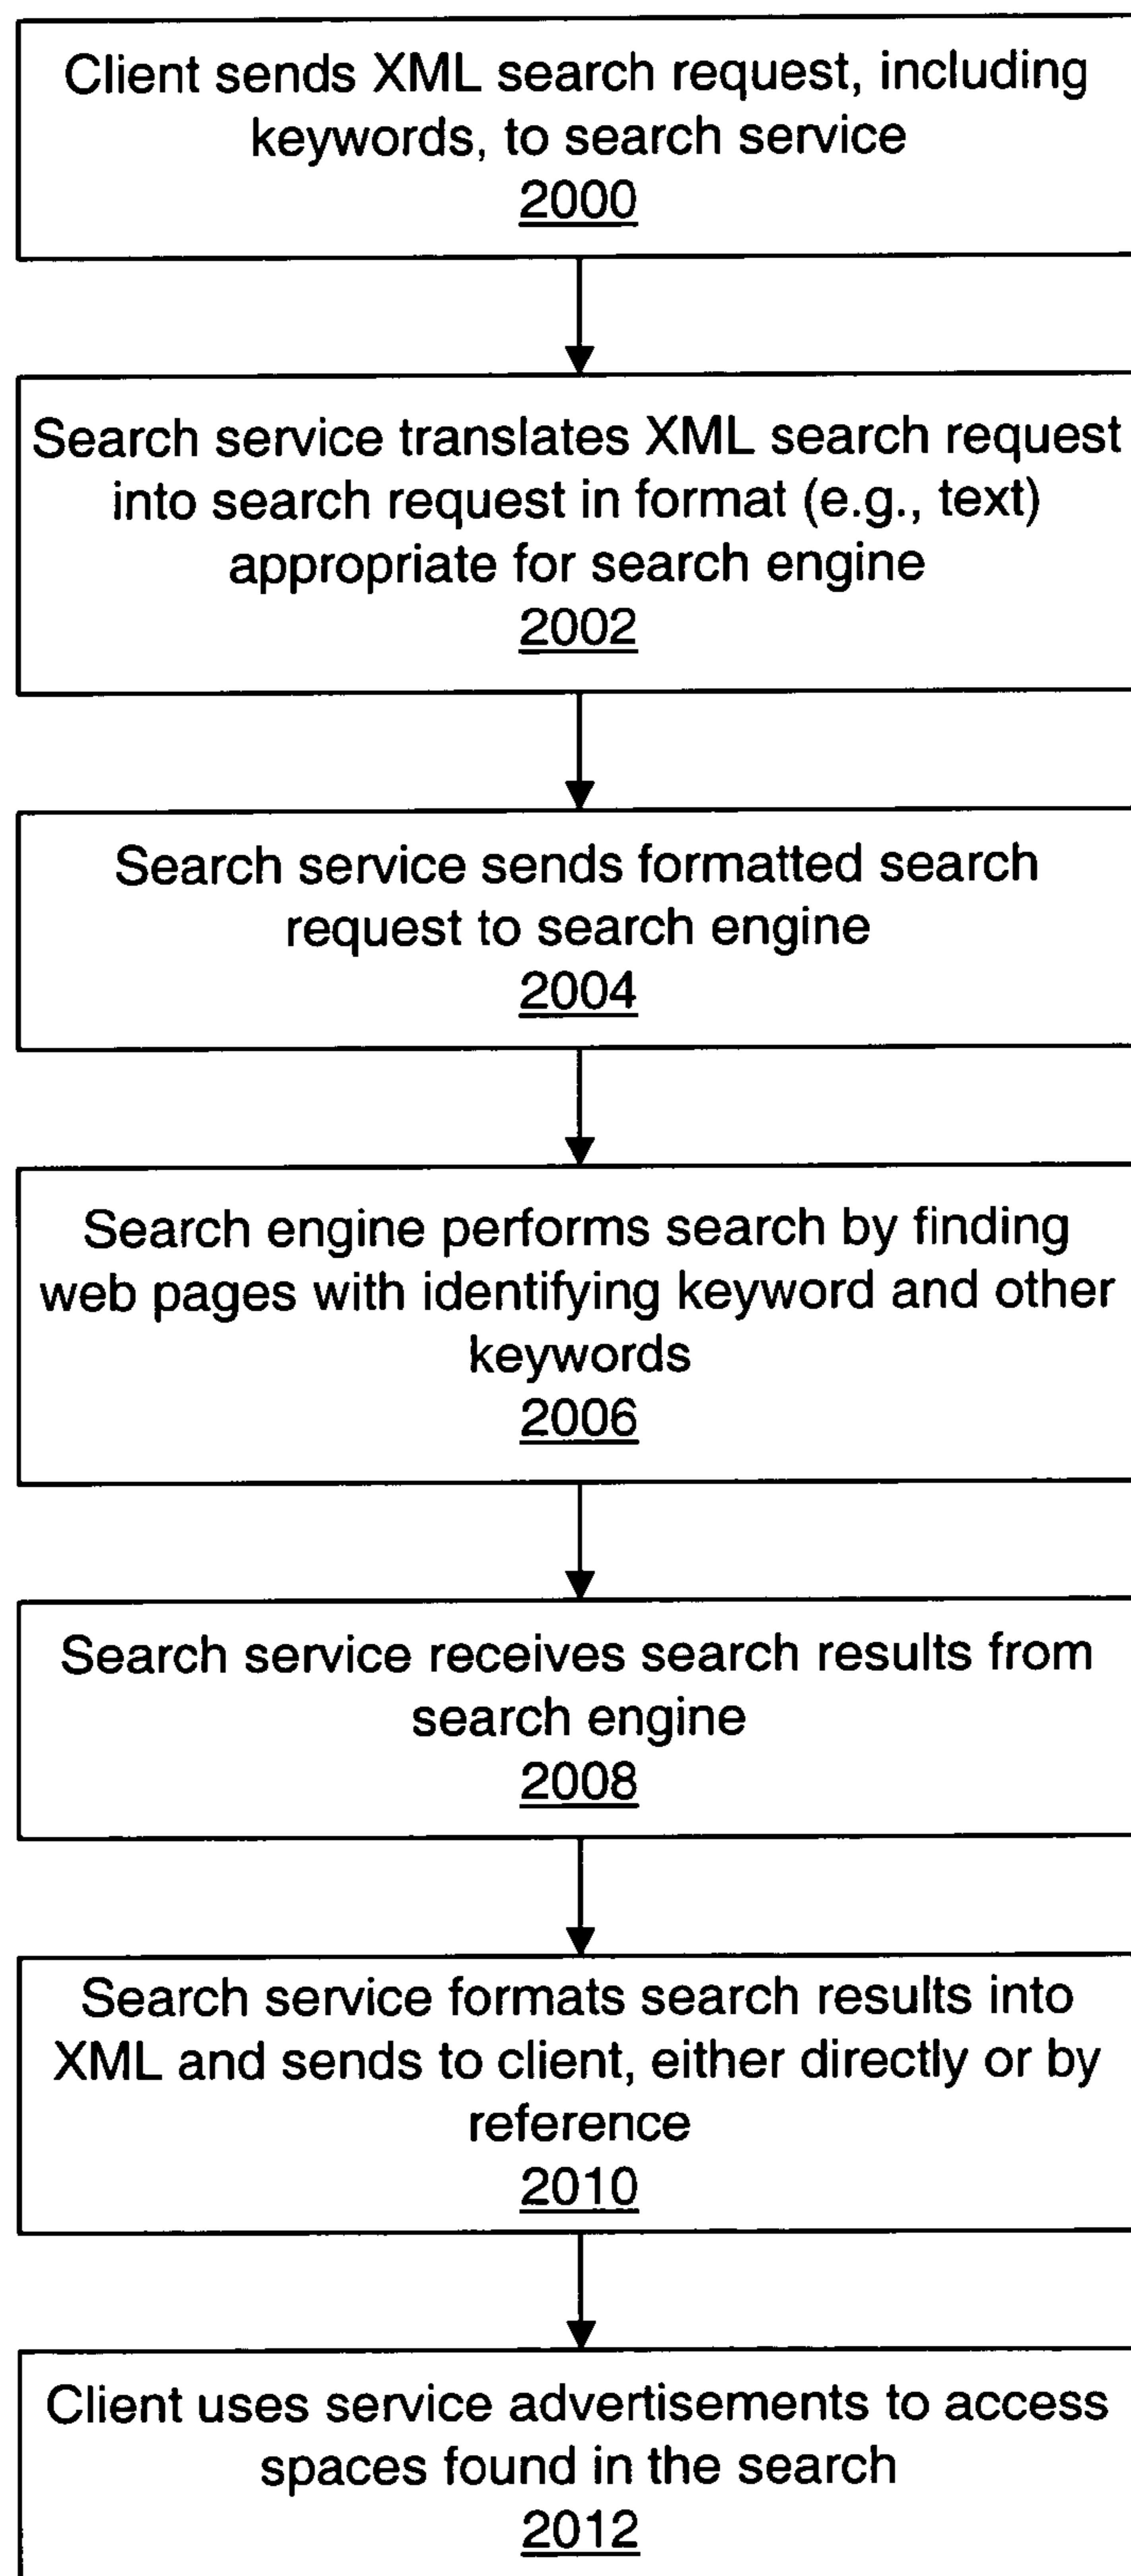 Client sends XML search request, including
keywords, to search service
2000
Search service translates XML search request
into search request in format (e.g., text)
appropriate for search engine
2002
Search service sends formatted search
request to search engine
2004
Search engine performs search by finding
web pages with identifying keyword and other
keywords
2006
Search service receives search results from
search engine
2008
Search service formats search results into
XML and sends to client, either directly or by
reference
2010
Client uses service advertisements to access
spaces found in the search
2012